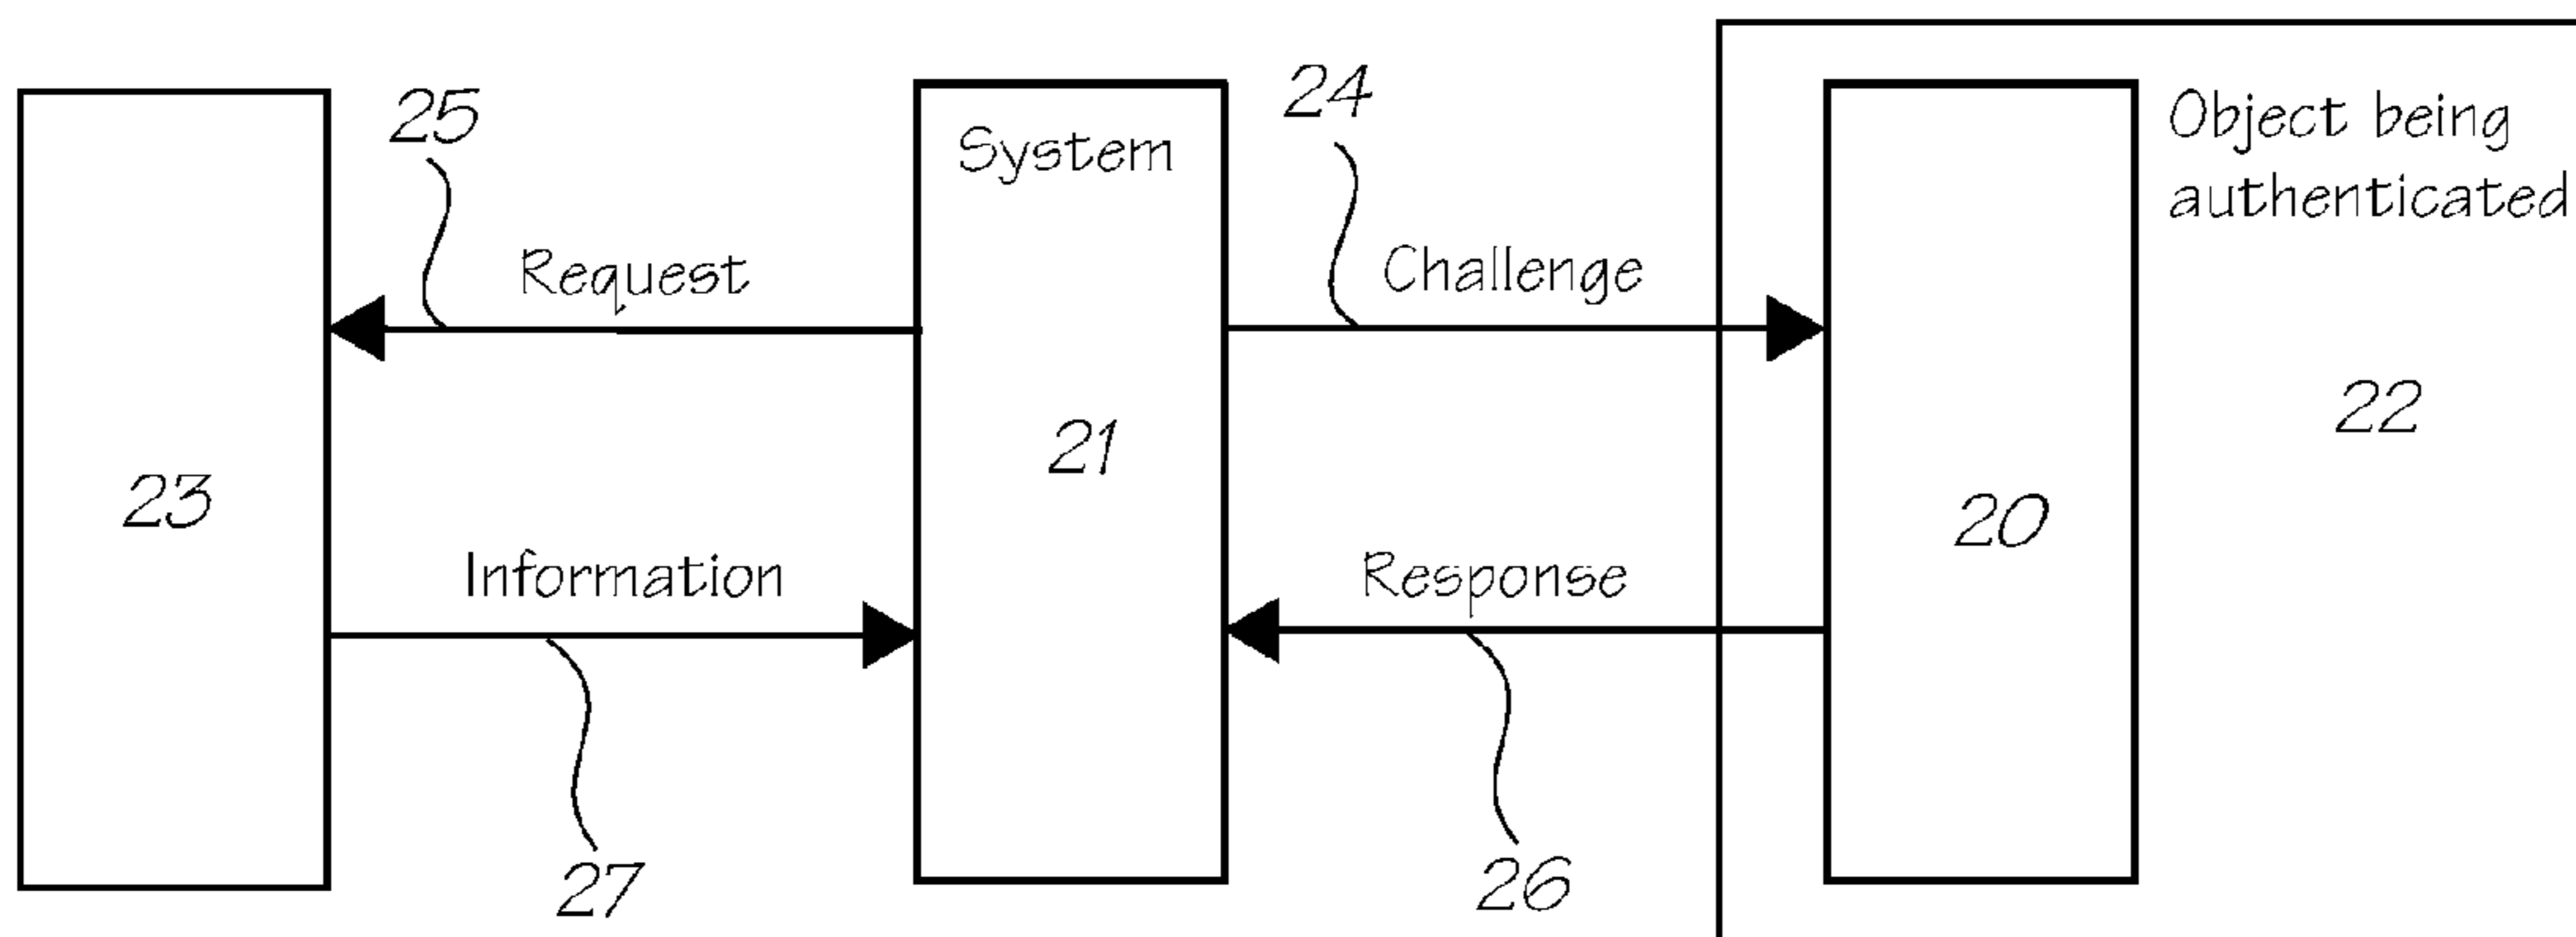 25
24
System
Object being
authenticated
Request
Challenge
22
21
23
20
Information
Response
27
26